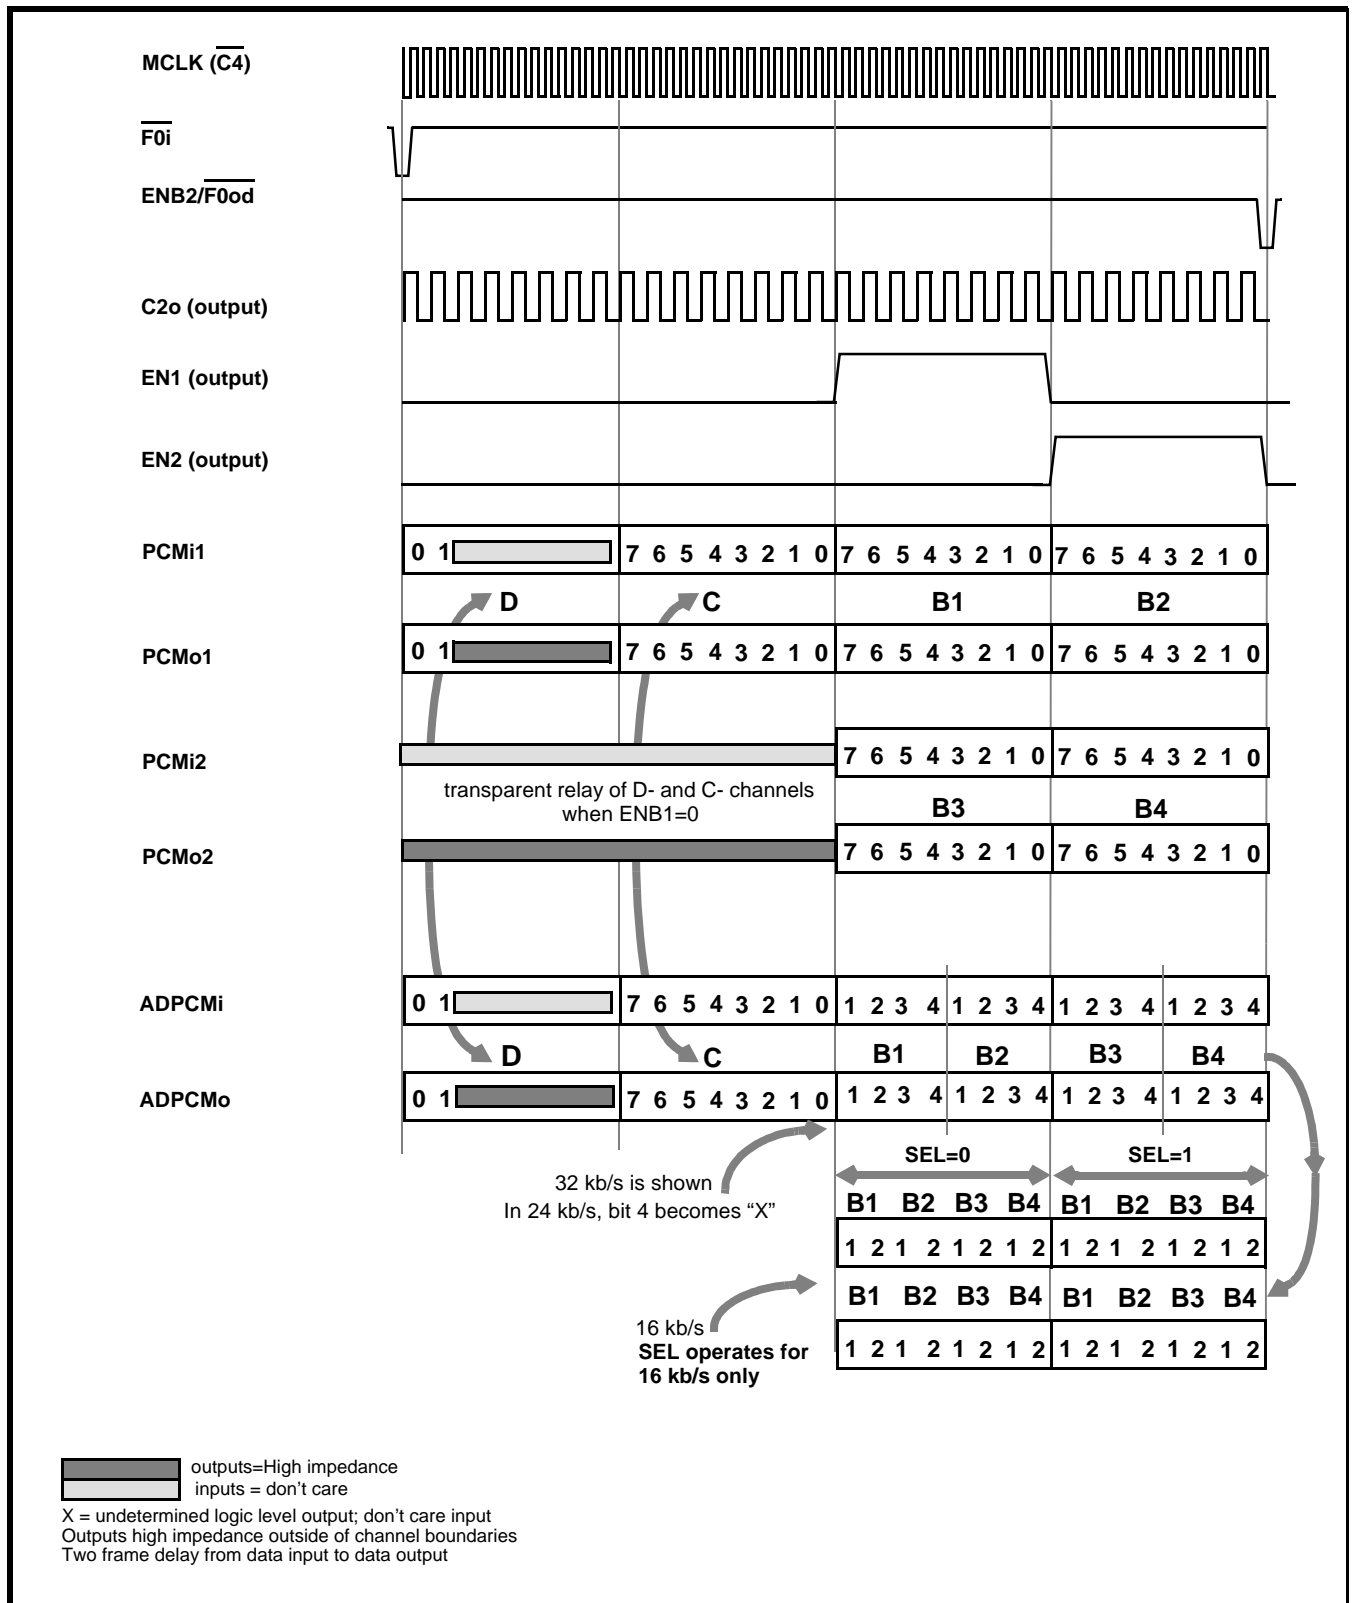 MCLK (C4)
F0i
ENB2/F0od
C2o (output)
EN1 (output)
EN2 (output)
PCMi1
0 1 7 6 5 4 3 2 1 0 7 6 5 4 3 2 1 0 7 6 5 4 3 2 1 0
D C B1 B2
PCMo1
0 1 7 6 5 4 3 2 1 0 7 6 5 4 3 2 1 0 7 6 5 4 3 2 1 0
PCMi2
7 6 5 4 3 2 1 0 7 6 5 4 3 2 1 0
transparent relay of D- and C- channels
when ENB1=0
B3 B4
PCMo2
7 6 5 4 3 2 1 0 7 6 5 4 3 2 1 0
ADPCMi
0 1 7 6 5 4 3 2 1 0 1 2 3 4 1 2 3 4 1 2 3 4 1 2 3 4
D C B1 B2 B3 B4
ADPCMo
0 1 7 6 5 4 3 2 1 0 1 2 3 4 1 2 3 4 1 2 3 4 1 2 3 4
SEL=0 SEL=1
32 kb/s is shown
In 24 kb/s, bit 4 becomes “X”
B1 B2 B3 B4 B1 B2 B3 B4
1 2 1 2 1 2 1 2 1 2 1 2 1 2 1 2
B1 B2 B3 B4 B1 B2 B3 B4
16 kb/s
SEL operates for
16 kb/s only
1 2 1 2 1 2 1 2 1 2 1 2 1 2 1 2
outputs=High impedance
inputs = don't care
X = undetermined logic level output; don't care input
Outputs high impedance outside of channel boundaries
Two frame delay from data input to data output